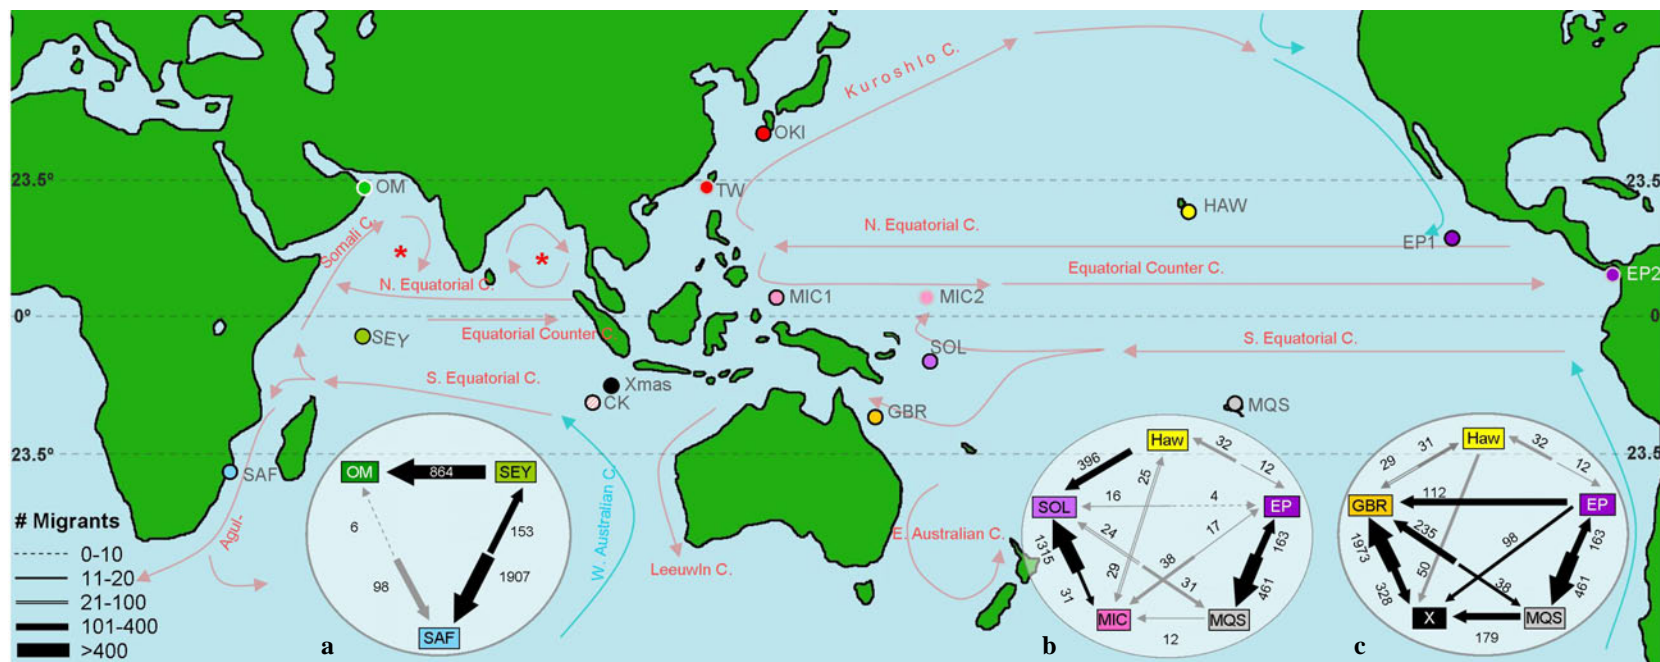 Kuroshio C.
OKI
23.5º
OM
TW
23.5
HAW
Somali C.
*
*
N. Equatorial C.
EP1
Equatorial Counter C.
EP2
N. Equatorial C.
MIC1
MIC2
0º
0
SEY
Equatorial Counter C.
S. Equatorial C.
SOL
S. Equatorial C.
Xmas
CK
MQS
GBR
23.5º
23.5
SAF
Agul-
W. Australian C.
Leeuwin C.
E. Australian C.
# Migrants
0-10
11-20
21-100
101-400
>400
OM
864
SEY
6
153
98
1907
SAF
a
Haw
396
32
12
25
SOL
16
4
EP
24
17
163
1315
38
29
31
461
31
MIC
MQS
12
b
Haw
31
32
29
12
GBR
112
EP
235
98
163
1973
50
38
461
328
X
MQS
179
c